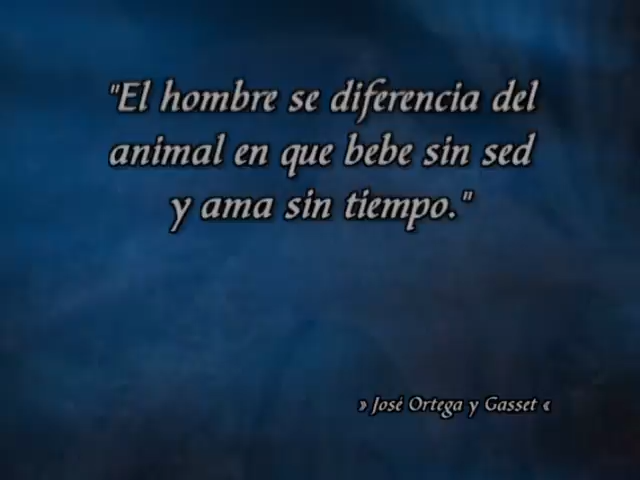 "El hombre se diferencia del
animal en que bebe sin sed
y ama sin tiempo."
» José Ortega y Gasset «